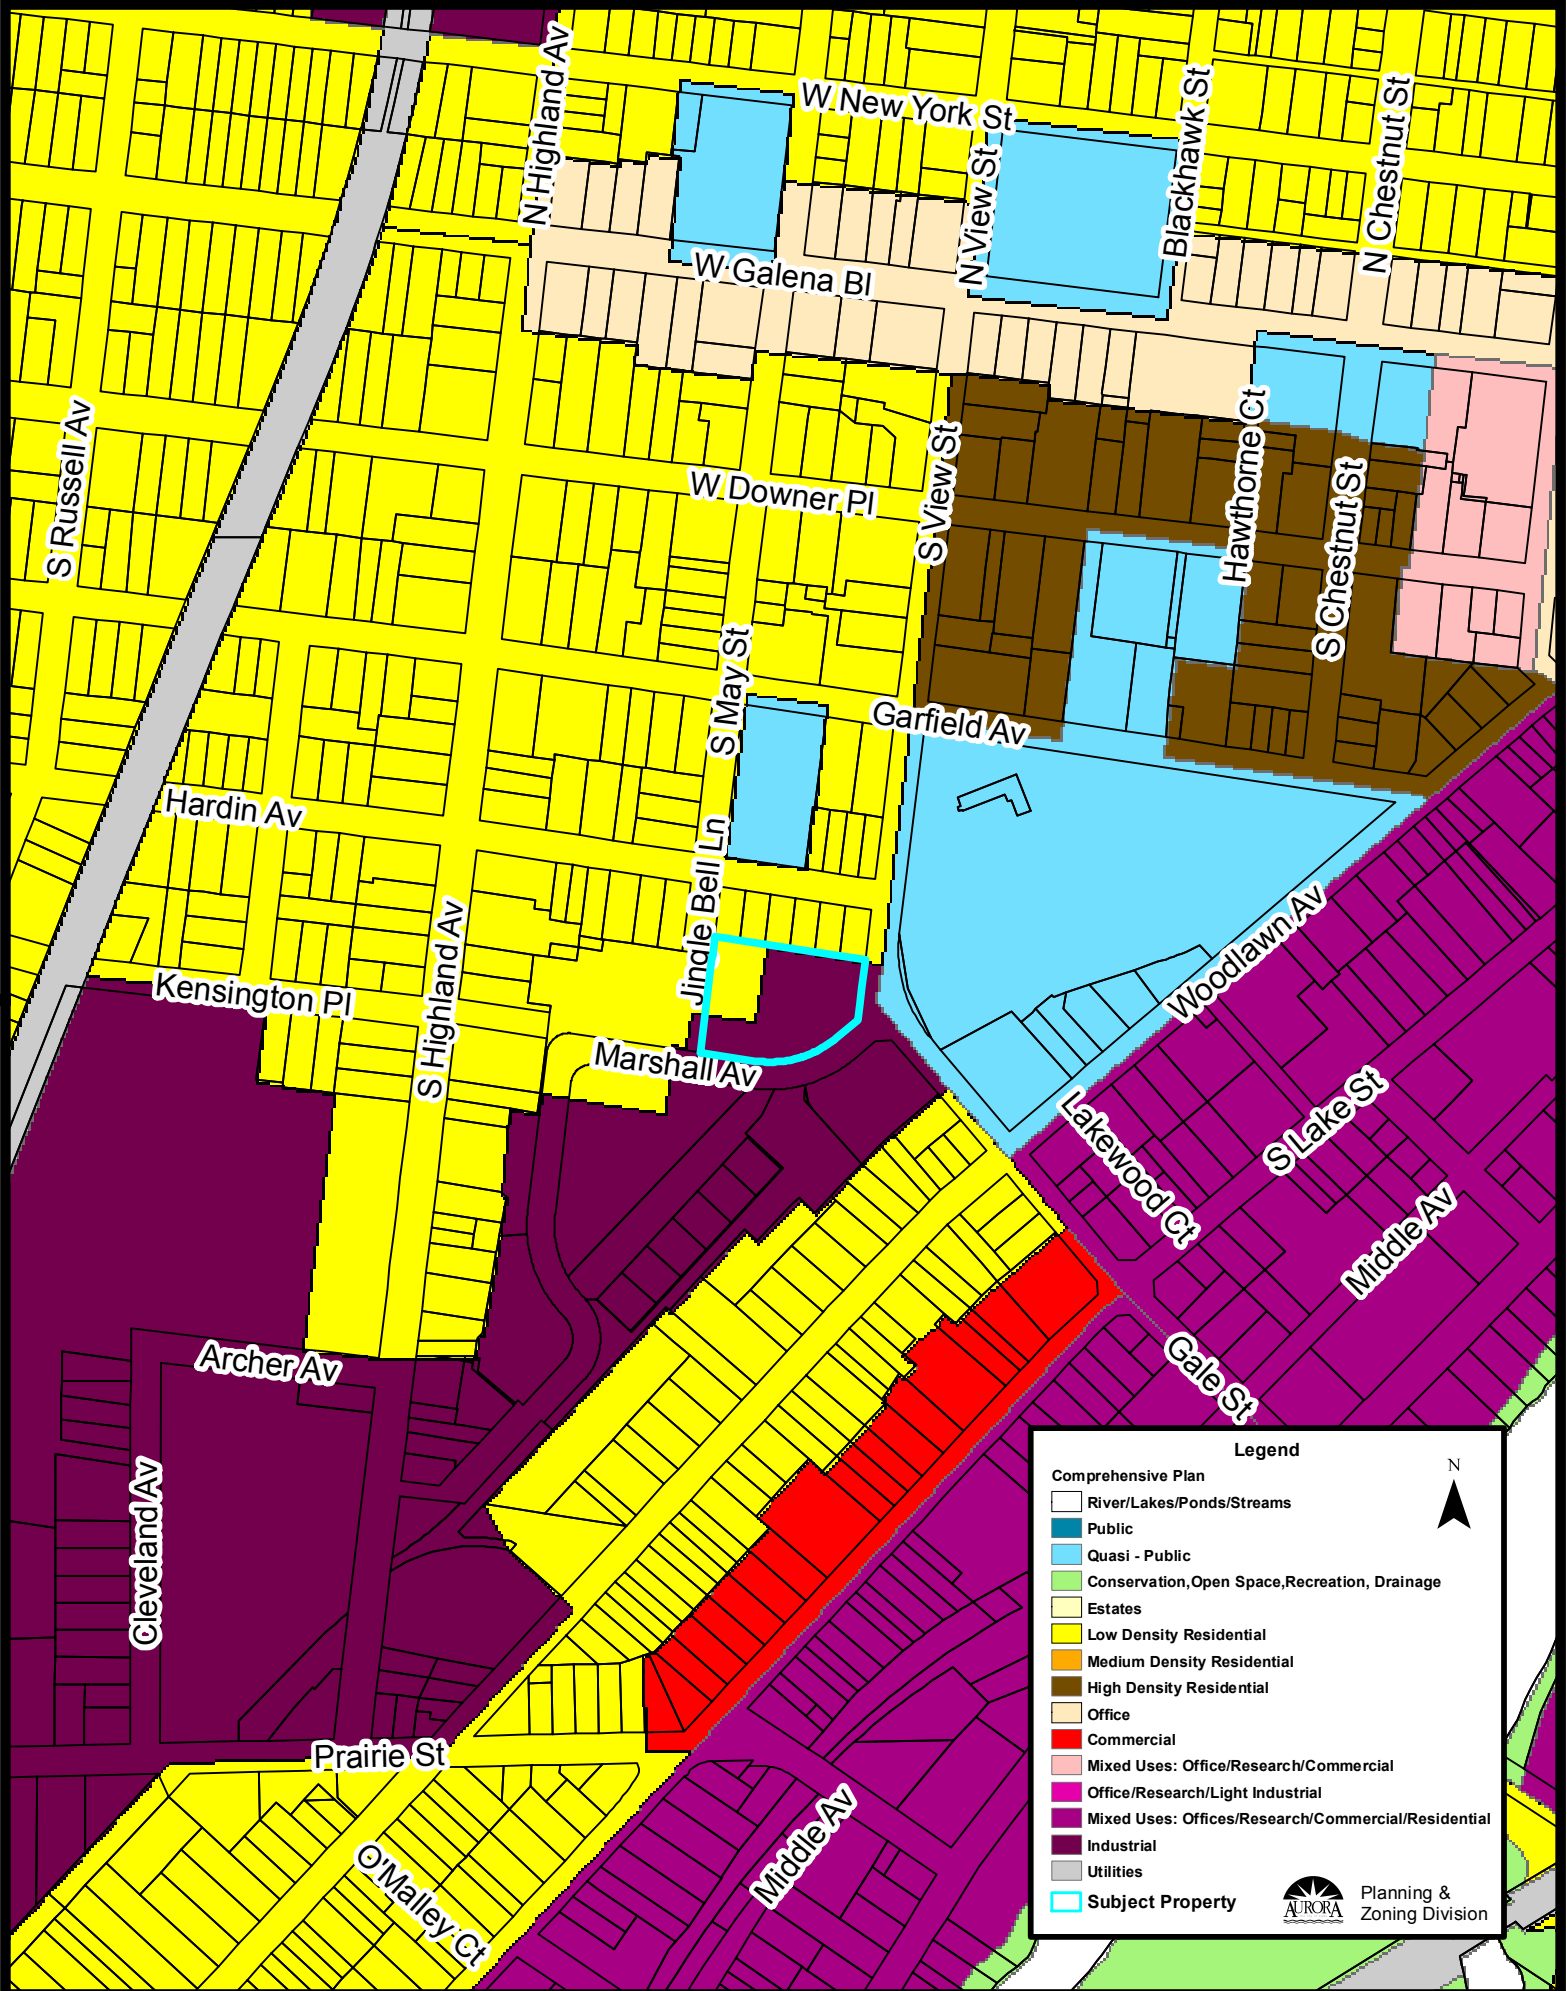 N Highland Av
W New York St
N View St
Blackhawk St
N Chestnut St
W Galena Bl
S Russell Av
W Downer Pl
S View St
Hawthorne Ct
S Chestnut St
S May St
Garfield Av
Hardin Av
Jingle Bell Ln
Woodlawn Av
Kensington Pl
S Highland Av
Marshall Av
Lakewood Ct
S Lake St
Middle Av
Archer Av
Gale St
Cleveland Av
Prairie St
O'Malley Ct
Middle Av
Legend
Comprehensive Plan
N
River/Lakes/Ponds/Streams
Public
Quasi - Public
Conservation,Open Space,Recreation, Drainage
Estates
Low Density Residential
Medium Density Residential
High Density Residential
Office
Commercial
Mixed Uses: Office/Research/Commercial
Office/Research/Light Industrial
Mixed Uses: Offices/Research/Commercial/Residential
Industrial
Utilities
Subject Property
AURORA
Planning &
Zoning Division